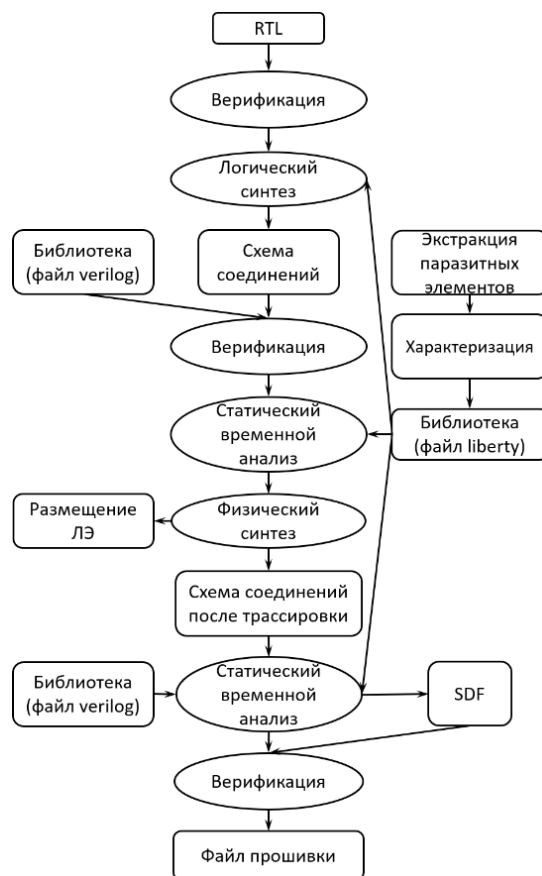 RTL
Верификация
Логический
синтез
Библиотека
(файл verilog)
Схема
соединений
Экстракция
паразитных
элементов
Верификация
Характеризация
Статический
временной
анализ
Библиотека
(файл liberty)
Размещение
ЛЭ
Физический
синтез
Схема соединений
после трассировки
Библиотека
(файл verilog)
Статический
временной
анализ
SDF
Верификация
Файл прошивки